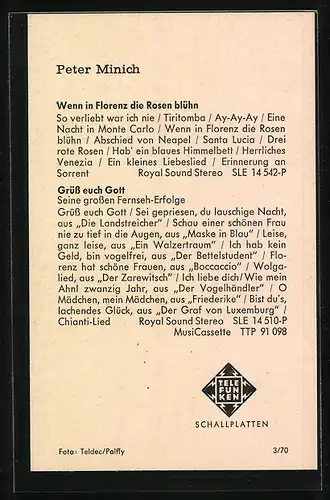 Peter Minich
Wenn in Florenz die Rosen blühn
So verliebt war ich nie / Tiritomba / Ay-Ay-Ay / Eine
Nacht in Monte Carlo / Wenn in Florenz die Rosen
blühn / Abschied von Neapel / Santa Lucia / Drei
rote Rosen / Hab' ein blaues Himmelbett / Herrliches
Venezia / Ein kleines Liebeslied / Erinnerung an
Sorrent Royal Sound Stereo SLE 14 542-P
Grüß euch Gott
Seine großen Fernseh-Erfolge
Grüß euch Gott / Sei gepriesen, du lauschige Nacht,
aus „Die Landstreicher" / Schau einer schönen Frau
nie zu tief in die Augen, aus „Maske in Blau" / Leise,
ganz leise, aus „Ein Walzertraum" / Ich hab kein
Geld, bin vogelfrei, aus „Der Bettelstudent" / Flo-
renz hat schöne Frauen, aus „Boccaccio" / Wolga-
lied, aus „Der Zarewitsch" / Ich liebe dich / Wie mein
Ahnl zwanzig Jahr, aus „Der Vogelhändler" / O
Mädchen, mein Mädchen, aus „Friederike" / Bist du's,
lachendes Glück, aus „Der Graf von Luxemburg" /
Chianti-Lied Royal Sound Stereo SLE 14 510-P
MusiCassette TTP 91 098
TELE
FUN
KEN
SCHALLPLATTEN
Foto: Teldec/Palffy 3/70